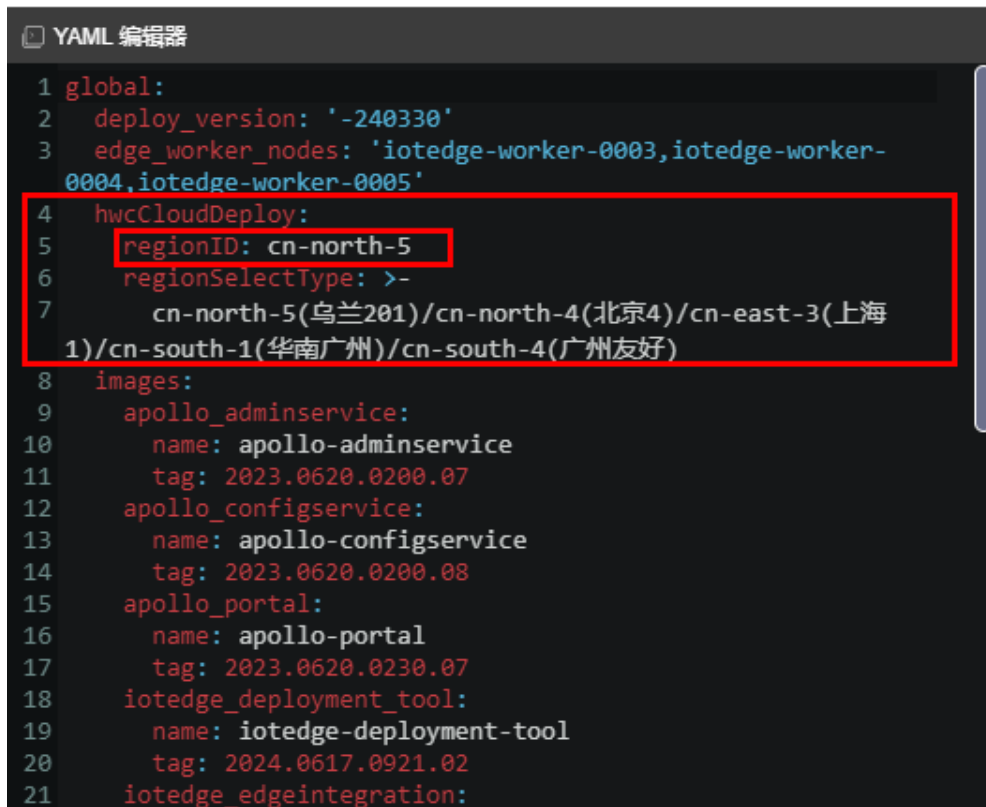 YAML 编辑器
1 global:
2   deploy_version: '-240330'
3   edge_worker_nodes: 'iotedge-worker-0003,iotedge-worker-
0004,iotedge-worker-0005'
4   hwcCloudDeploy:
5     regionID: cn-north-5
6     regionSelectType: >-
7       cn-north-5(乌兰201)/cn-north-4(北京4)/cn-east-3(上海
1)/cn-south-1(华南广州)/cn-south-4(广州友好)
8   images:
9     apollo_adminservice:
10       name: apollo-adminservice
11       tag: 2023.0620.0200.07
12     apollo_configservice:
13       name: apollo-configservice
14       tag: 2023.0620.0200.08
15     apollo_portal:
16       name: apollo-portal
17       tag: 2023.0620.0230.07
18     iotedge_deployment_tool:
19       name: iotedge-deployment-tool
20       tag: 2024.0617.0921.02
21     iotedge_edgeintegration: